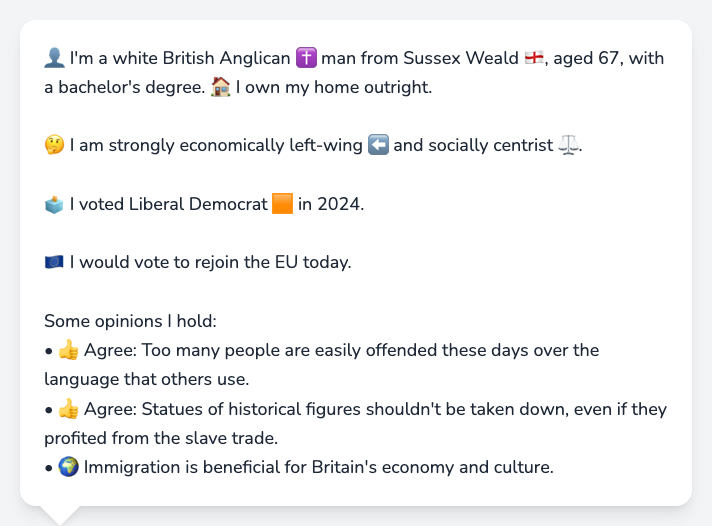 👤 I'm a white British Anglican ✝️ man from Sussex Weald 🏴󠁧󠁢󠁥󠁮󠁧󠁿, aged 67, with
a bachelor's degree. 🏠 I own my home outright.
🤔 I am strongly economically left-wing ⬅️ and socially centrist ⚖️.
🗳️ I voted Liberal Democrat 🟧 in 2024.
🇪🇺 I would vote to rejoin the EU today.
Some opinions I hold:
• 👍 Agree: Too many people are easily offended these days over the
language that others use.
• 👍 Agree: Statues of historical figures shouldn't be taken down, even if they
profited from the slave trade.
• 🌍 Immigration is beneficial for Britain's economy and culture.